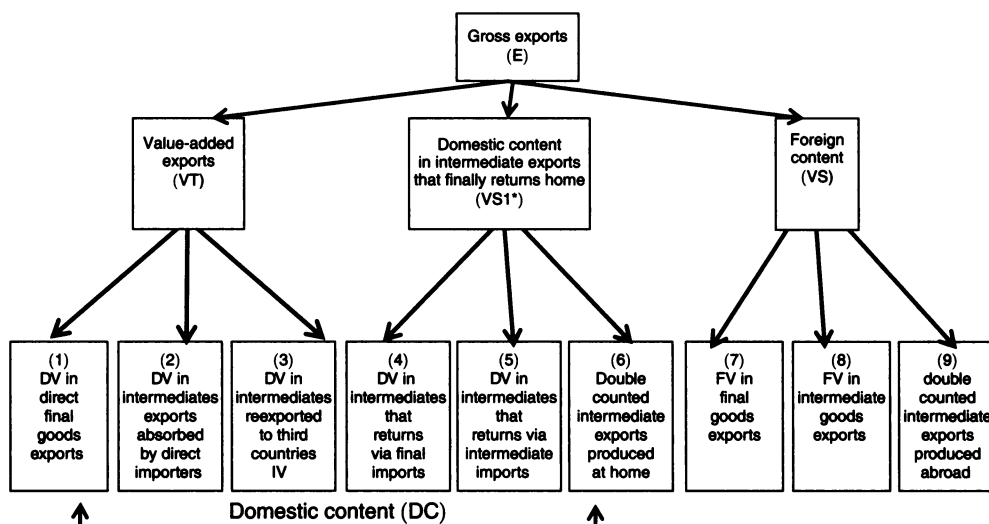 Gross exports
(E)
Value-added
exports
(VT)
Domestic content
in intermediate exports
that finally returns home
(VS1*)
Foreign
content
(VS)
(1)
DV in
direct
final
goods
exports
(2)
DV in
intermediates
exports
absorbed
by direct
importers
(3)
DV in
intermediates
reexported
to third
countries
IV
(4)
DV in
intermediates
that
returns
via final
imports
(5)
DV in
intermediates
that
returns via
intermediate
imports
(6)
Double
counted
intermediate
exports
produced
at home
(7)
FV in
final
goods
exports
(8)
FV in
intermediate
goods
exports
(9)
double
counted
intermediate
exports
produced
abroad
Domestic content (DC)